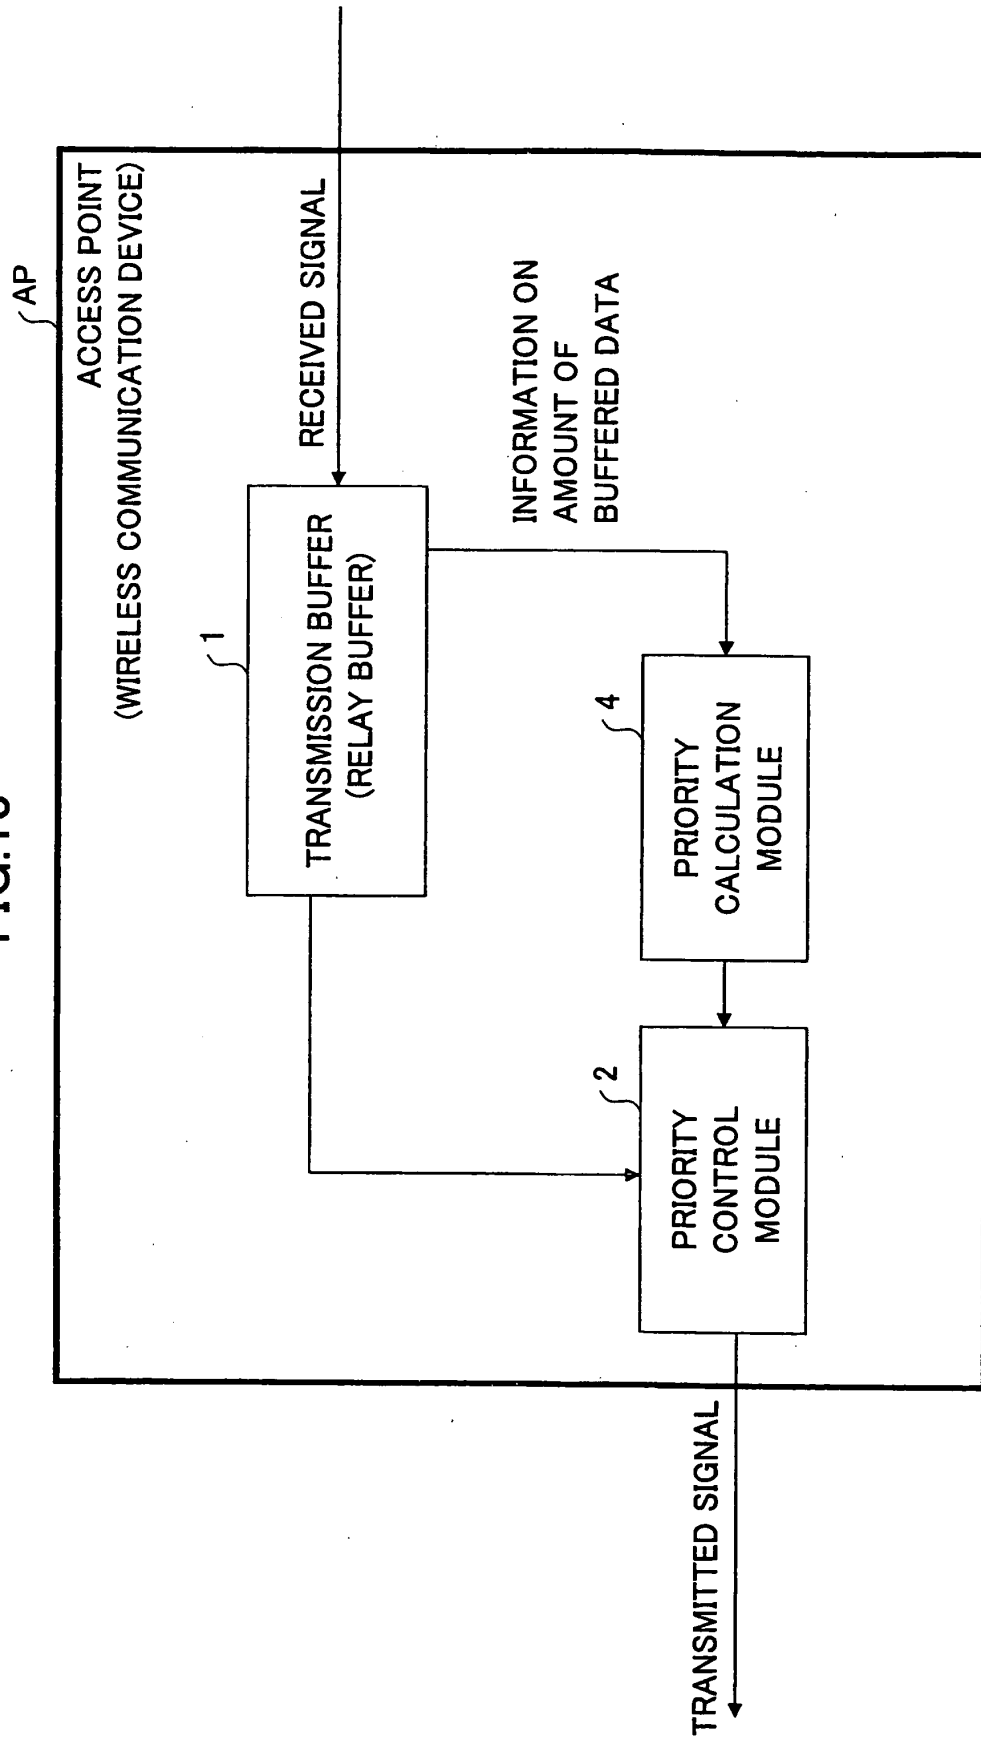 AP
ACCESS POINT
(WIRELESS COMMUNICATION DEVICE)
1
TRANSMISSION BUFFER
(RELAY BUFFER)
RECEIVED SIGNAL
INFORMATION ON
AMOUNT OF
BUFFERED DATA
2
PRIORITY
CONTROL
MODULE
4
PRIORITY
CALCULATION
MODULE
TRANSMITTED SIGNAL